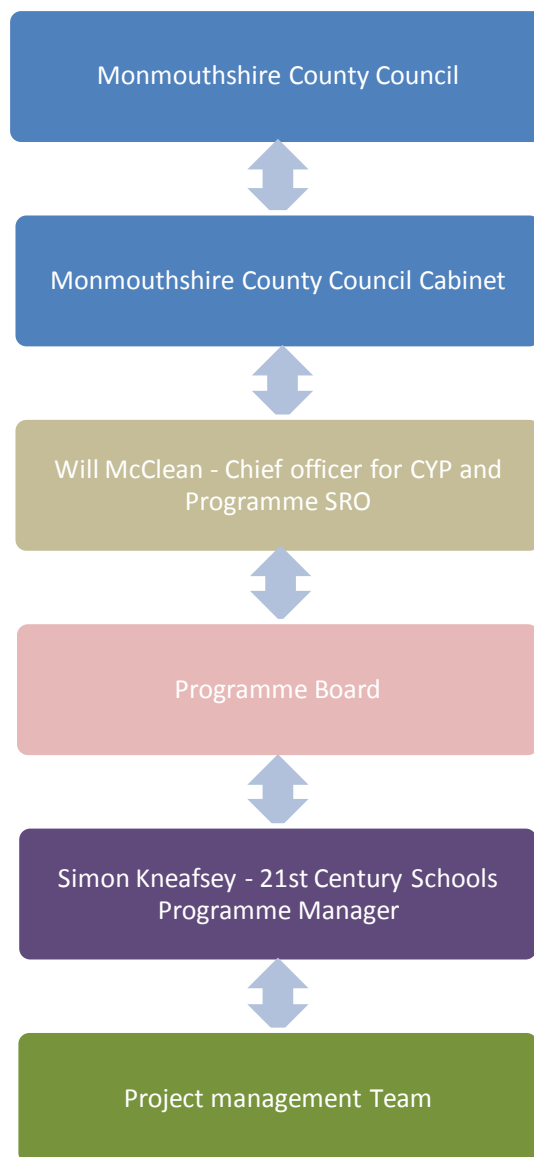 Monmouthshire County Council
Monmouthshire County Council Cabinet
Will McClean - Chief officer for CYP and
Programme SRO
Programme Board
Simon Kneafsey - 21st Century Schools
Programme Manager
Project management Team